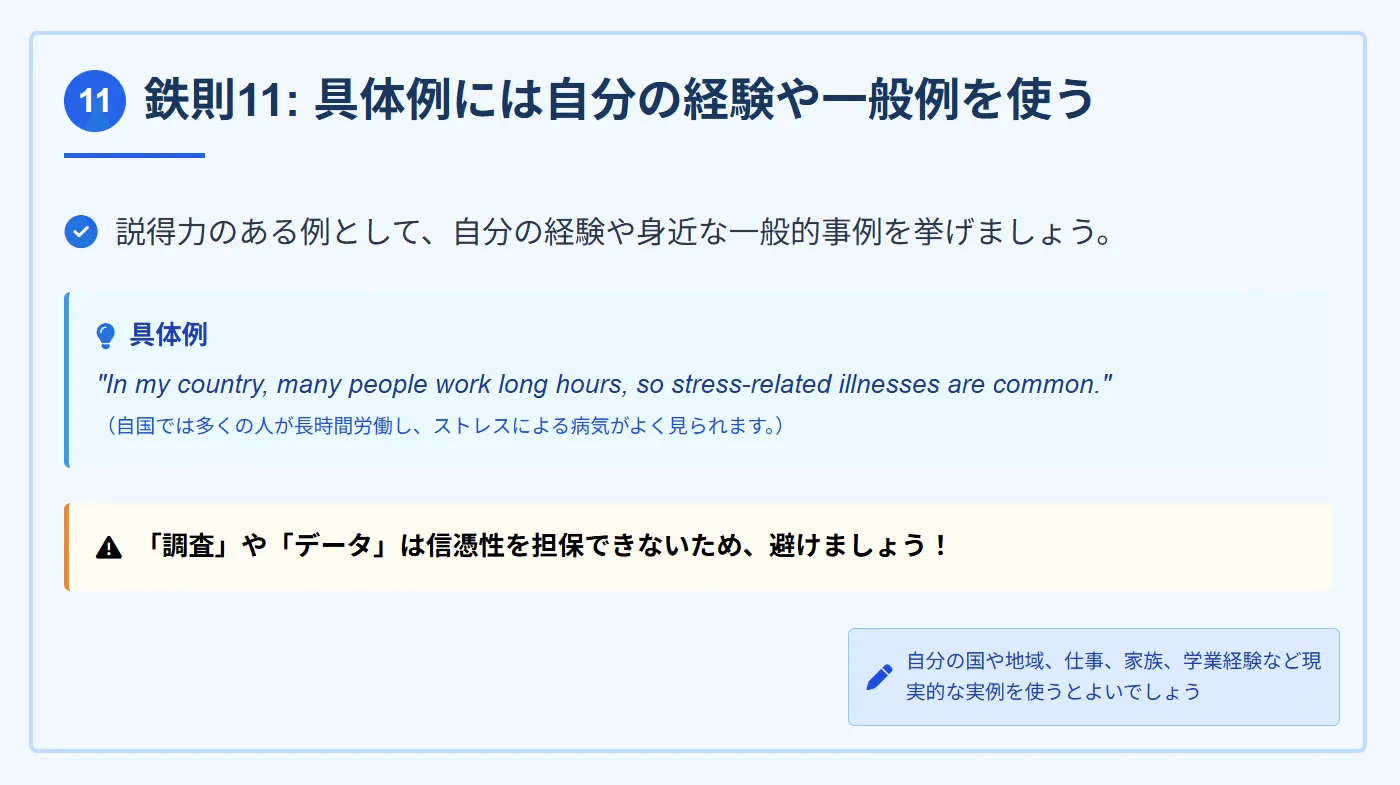 11 鉄則11: 具体例には自分の経験や一般例を使う
説得力のある例として、自分の経験や身近な一般的事例を挙げましょう。
具体例
"In my country, many people work long hours, so stress-related illnesses are common."
（自国では多くの人が長時間労働し、ストレスによる病気がよく見られます。）
「調査」や「データ」は信憑性を担保できないため、避けましょう！
自分の国や地域、仕事、家族、学業経験など現
実的な実例を使うとよいでしょう